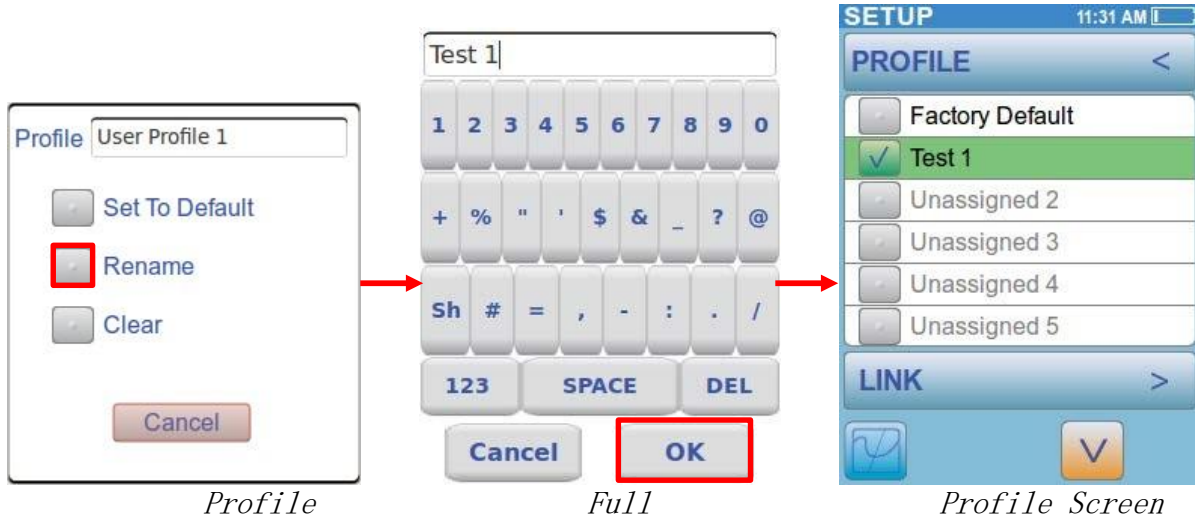 Profile User Profile 1
Set To Default
Rename
Clear
Cancel
Profile
Test 1
1 2 3 4 5 6 7 8 9 0
+ % " ' $ & _ ? @
Sh # = , - : . /
123 SPACE DEL
Cancel OK
Full
SETUP 11:31 AM
PROFILE <
Factory Default
Test 1
Unassigned 2
Unassigned 3
Unassigned 4
Unassigned 5
LINK >
Profile Screen